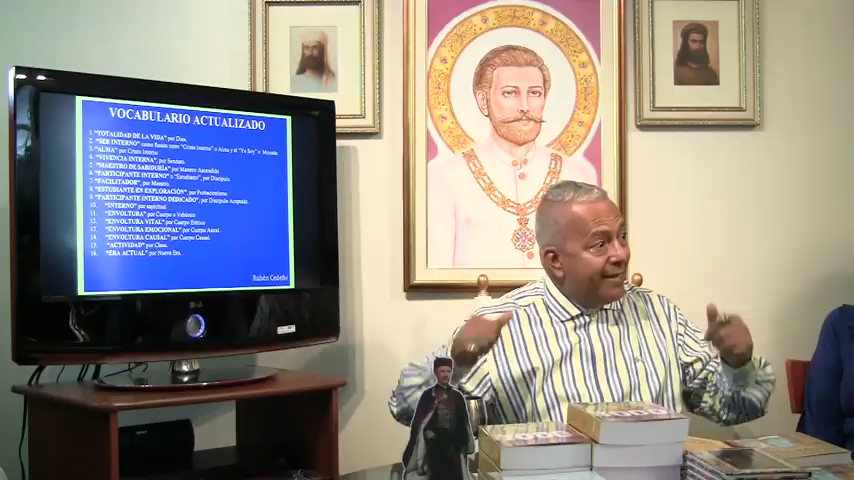 VOCABULARIO ACTUALIZADO
1. "TOTALIDAD DE LA VIDA" por Dios.
2. "SER INTERNO" como fusión entre "Cristo Interno" o Alma y el "Yo Soy" o Mónada
3. "ALMA" por Cristo Interno
4. "VIVENCIA INTERNA", por Sendero.
5. "MAESTRO DE SABIDURÍA" por Maestro Ascendido
6. "PARTICIPANTE INTERNO" o "Estudiante", por Discípulo.
7. "FACILITADOR", por Maestro.
8. "ESTUDIANTE EN EXPLORACIÓN", por Probacionista.
9. "PARTICIPANTE INTERNO DEDICADO", por Discípulo Aceptado.
10. "INTERNO" por espiritual
11. "ENVOLTURA" por Cuerpo o Vehículo
12. "ENVOLTURA VITAL" por Cuerpo Etérico
13. "ENVOLTURA EMOCIONAL", por Cuerpo Astral.
14. "ENVOLTURA CAUSAL", por Cuerpo Causal.
15. "ACTIVIDAD" por Clase.
16. "ERA ACTUAL" por Nueva Era.
Rubén Cedeño
LG